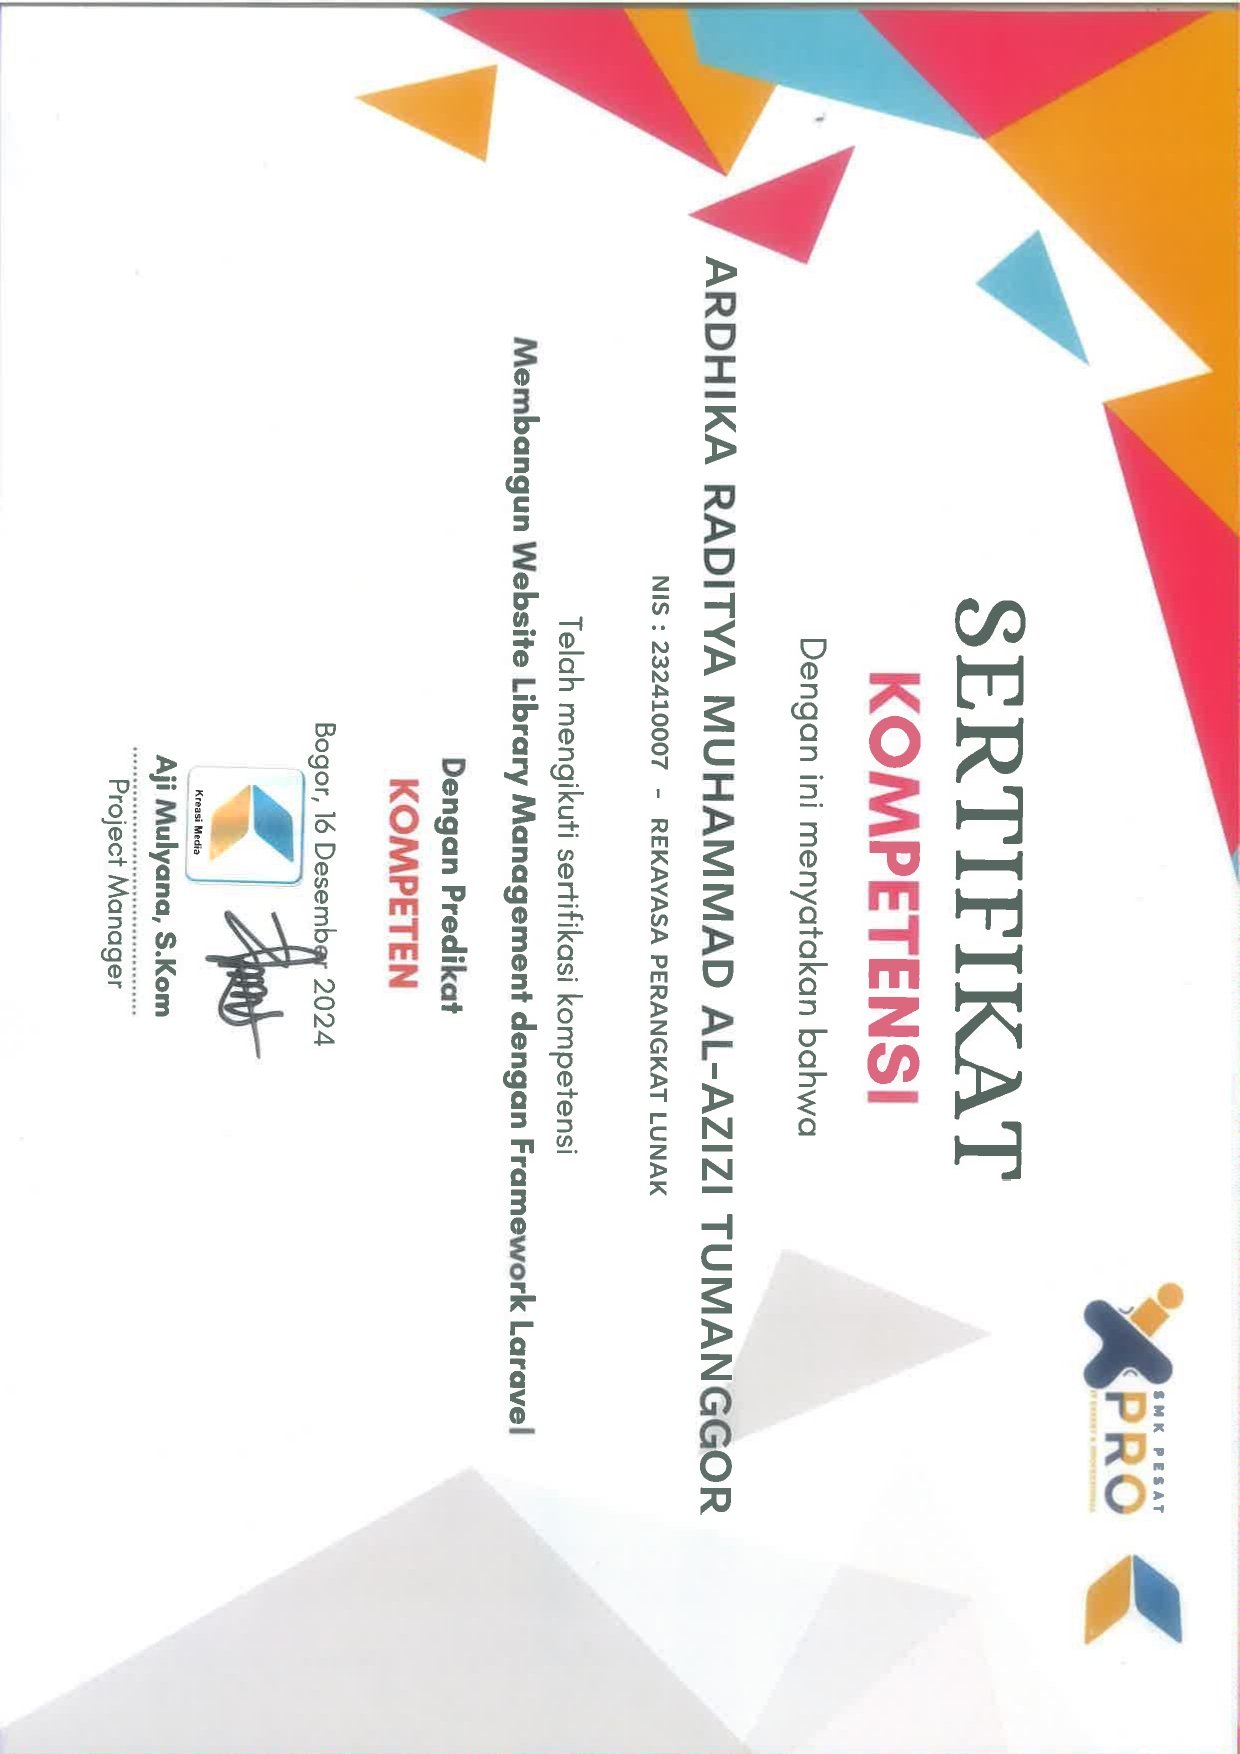 SMK PESAT
XPRO
IT EXPERT & PROFESSIONAL
SERTIFIKAT
KOMPETENSI
Dengan ini menyatakan bahwa
ARDHIKA RADITYA MUHAMMAD AL-AZIZI TUMANGGOR
NIS : 232410007 - REKAYASA PERANGKAT LUNAK
Telah mengikuti sertifikasi kompetensi
Membangun Website Library Management dengan Framework Laravel
Dengan Predikat
KOMPETEN
Bogor, 16 Desember 2024
Kreasi Media
Aji Mulyana, S.Kom
Project Manager